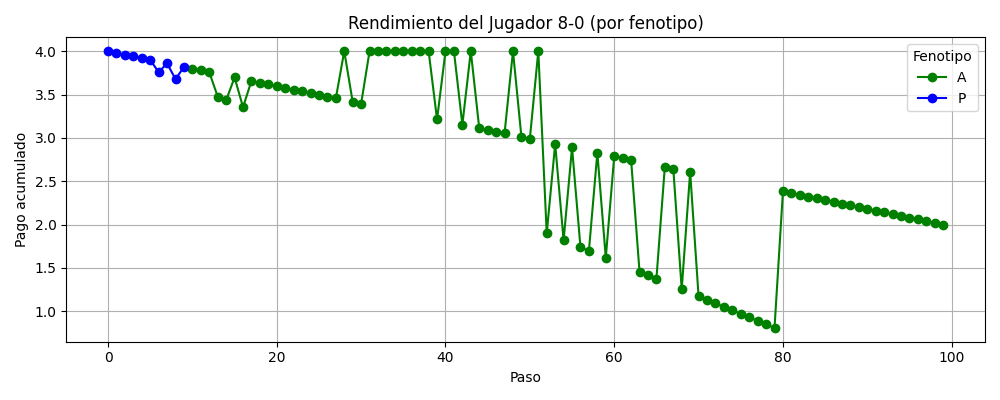 Rendimiento del Jugador 8-0 (por fenotipo)
Pago acumulado
4.0
3.5
3.0
2.5
2.0
1.5
1.0
Fenotipo
A
P
0 20 40 60 80 100
Paso